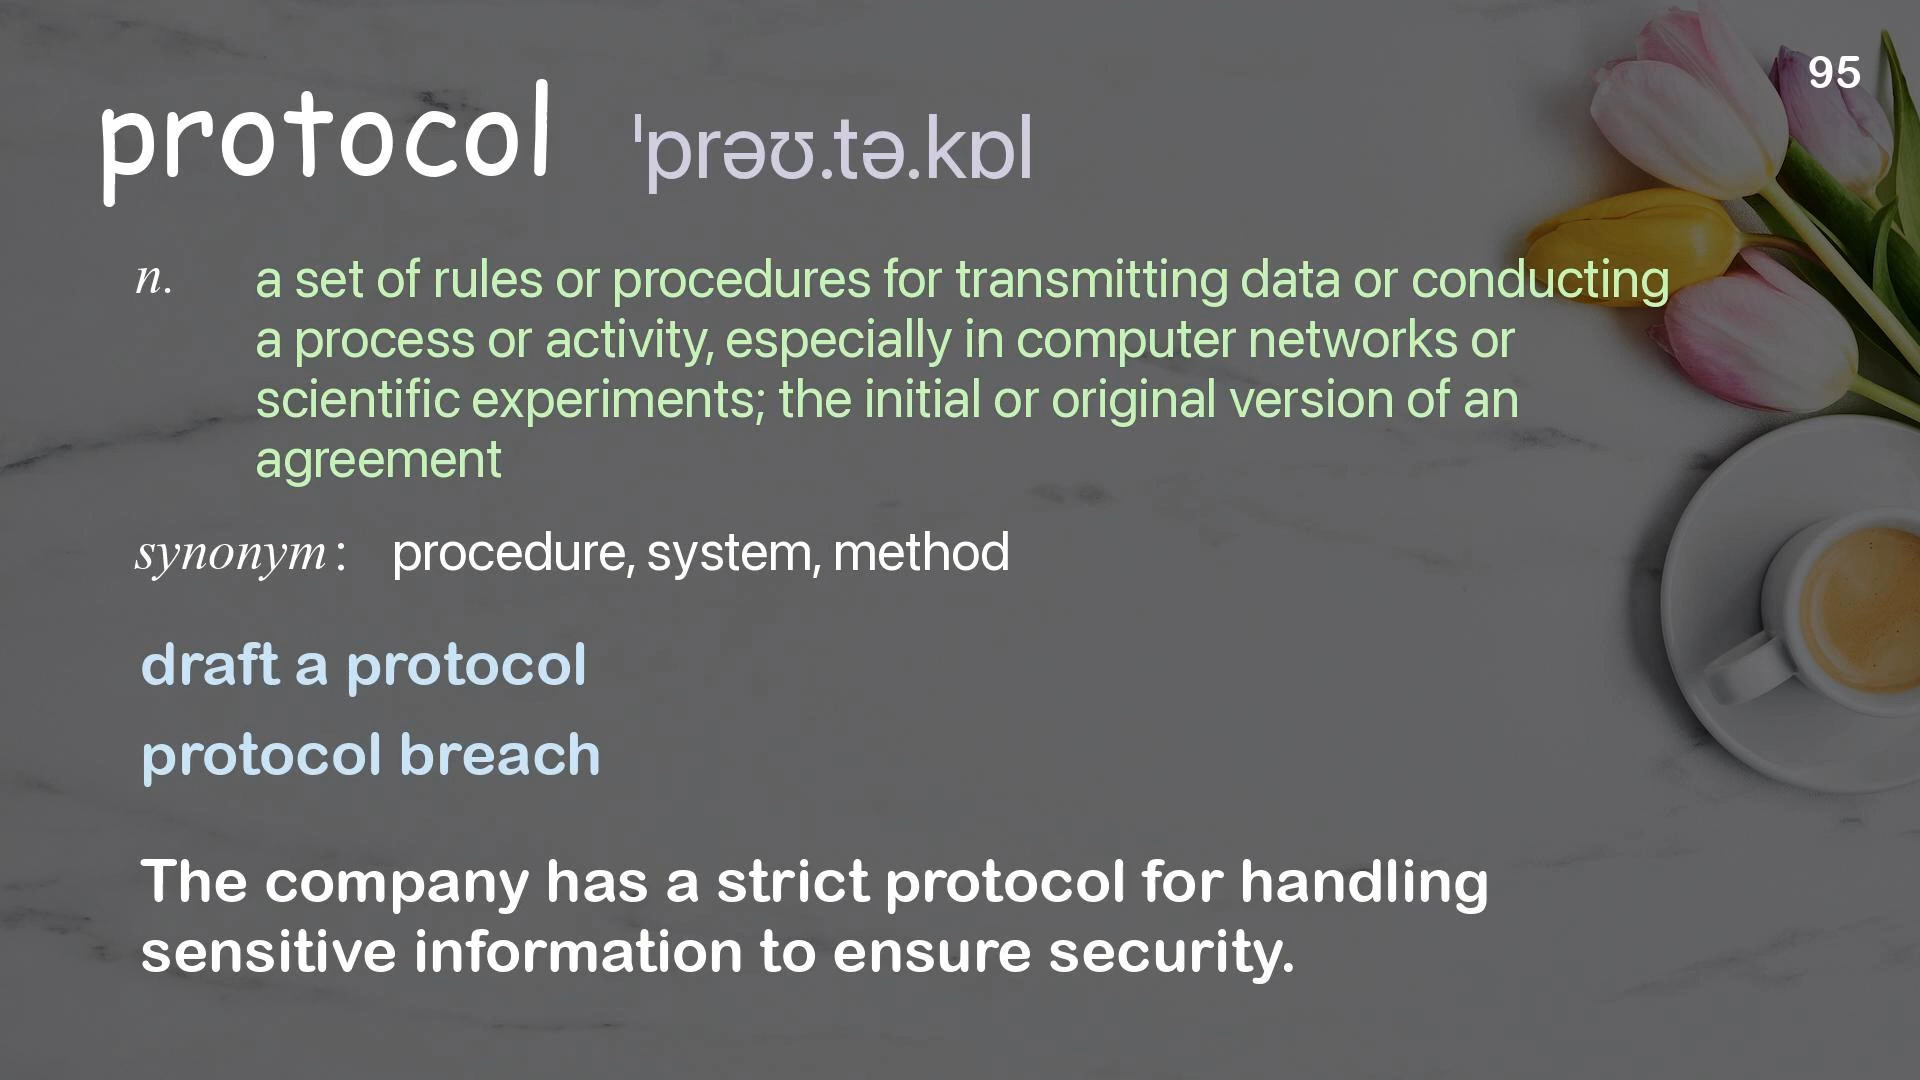 95
protocol ˈprəʊ.tə.kɒl
n. a set of rules or procedures for transmitting data or conducting
a process or activity, especially in computer networks or
scientific experiments; the initial or original version of an
agreement
synonym: procedure, system, method
draft a protocol
protocol breach
The company has a strict protocol for handling
sensitive information to ensure security.